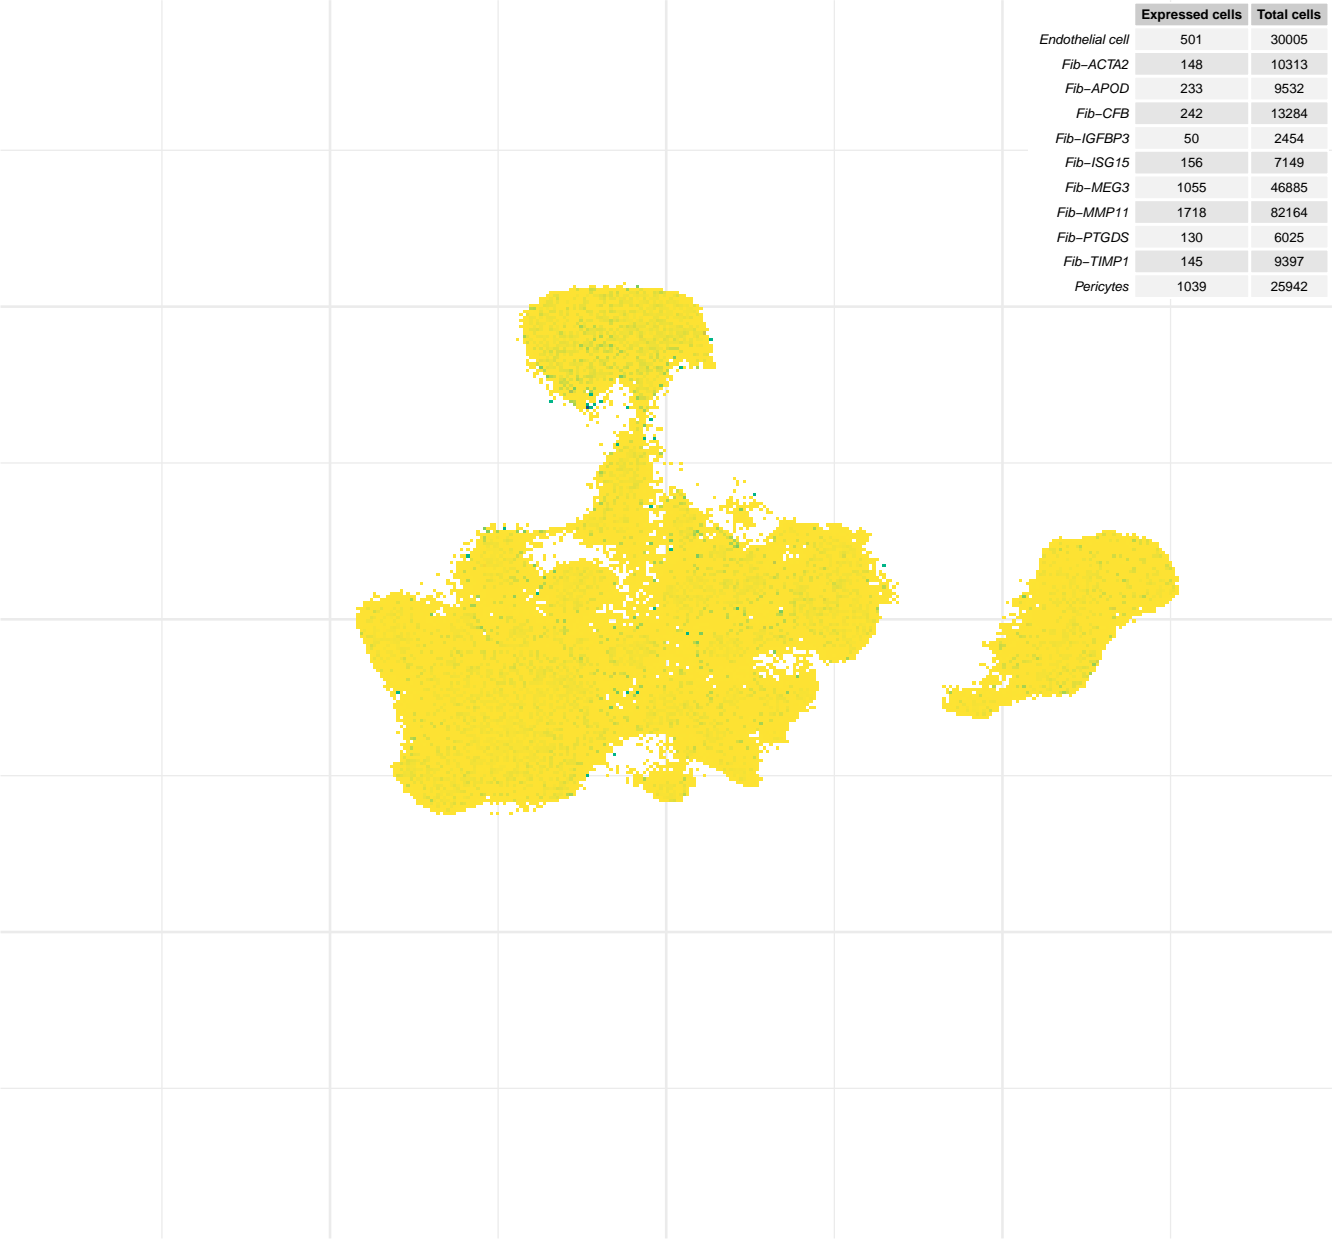 Expressed cells Total cells
Endothelial cell 501 30005
Fib−ACTA2 148 10313
Fib−APOD 233 9532
Fib−CFB 242 13284
Fib−IGFBP3 50 2454
Fib−ISG15 156 7149
Fib−MEG3 1055 46885
Fib−MMP11 1718 82164
Fib−PTGDS 130 6025
Fib−TIMP1 145 9397
Pericytes 1039 25942